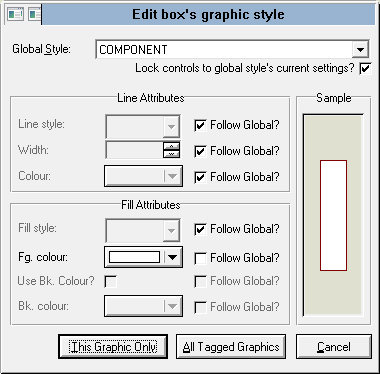 Edit box's graphic style
Global Style: COMPONENT
Lock controls to global style's current settings?
Line Attributes
Sample
Line style: Follow Global?
Width: Follow Global?
Colour: Follow Global?
Fill Attributes
Fill style: Follow Global?
Fg. colour: Follow Global?
Use Bk. Colour? Follow Global?
Bk. colour: Follow Global?
This Graphic Only All Tagged Graphics Cancel